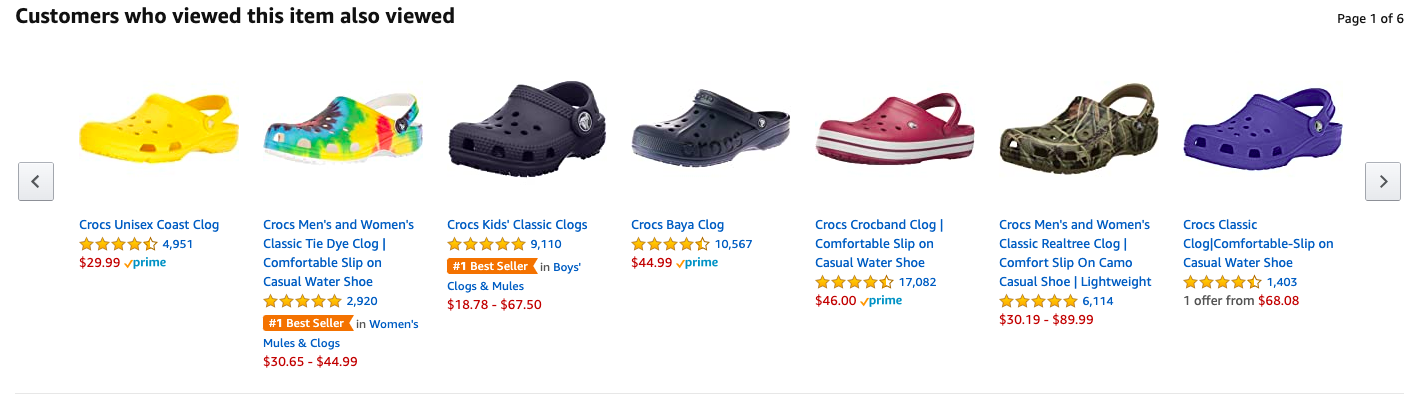 Customers who viewed this item also viewed
Page 1 of 6
crocs
Crocs Unisex Coast Clog
4,951
$29.99 prime
Crocs Men's and Women's
Classic Tie Dye Clog |
Comfortable Slip on
Casual Water Shoe
2,920
#1 Best Seller in Women's
Mules & Clogs
$30.65 - $44.99
Crocs Kids' Classic Clogs
9,110
#1 Best Seller in Boys'
Clogs & Mules
$18.78 - $67.50
Crocs Baya Clog
10,567
$44.99 prime
Crocs Crocband Clog |
Comfortable Slip on
Casual Water Shoe
17,082
$46.00 prime
Crocs Men's and Women's
Classic Realtree Clog |
Comfort Slip On Camo
Casual Shoe | Lightweight
6,114
$30.19 - $89.99
Crocs Classic
Clog|Comfortable-Slip on
Casual Water Shoe
1,403
1 offer from $68.08